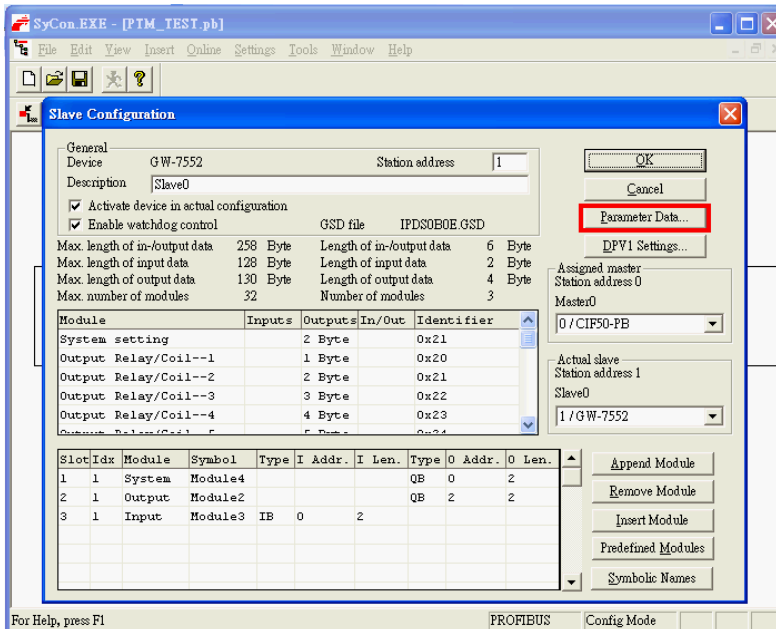 SyCon.EXE - [PTM_TEST.pb]
File Edit View Insert Online Settings Tools Window Help
Slave Configuration
General
Device GW-7552 Station address 1
Description Slave0
Activate device in actual configuration
Enable watchdog control GSD file IPDS0B0E.GSD
Max. length of in-/output data 258 Byte Length of in-/output data 6 Byte
Max. length of input data 128 Byte Length of input data 2 Byte
Max. length of output data 130 Byte Length of output data 4 Byte
Max. number of modules 32 Number of modules 3
OK
Cancel
Parameter Data...
DPV1 Settings...
Assigned master
Station address 0
Master0
0 / CIF50-PB
Actual slave
Station address 1
Slave0
1 / GW-7552
Module Inputs Outputs In/Out Identifier
System setting 2 Byte 0x21
Output Relay/Coil--1 1 Byte 0x20
Output Relay/Coil--2 2 Byte 0x21
Output Relay/Coil--3 3 Byte 0x22
Output Relay/Coil--4 4 Byte 0x23
Slot Idx Module Symbol Type I Addr. I Len. Type O Addr. O Len.
1 1 System Module4 QB 0 2
2 1 Output Module2 QB 2 2
3 1 Input Module3 IB 0 2
Append Module
Remove Module
Insert Module
Predefined Modules
Symbolic Names
For Help, press F1 PROFIBUS Config Mode